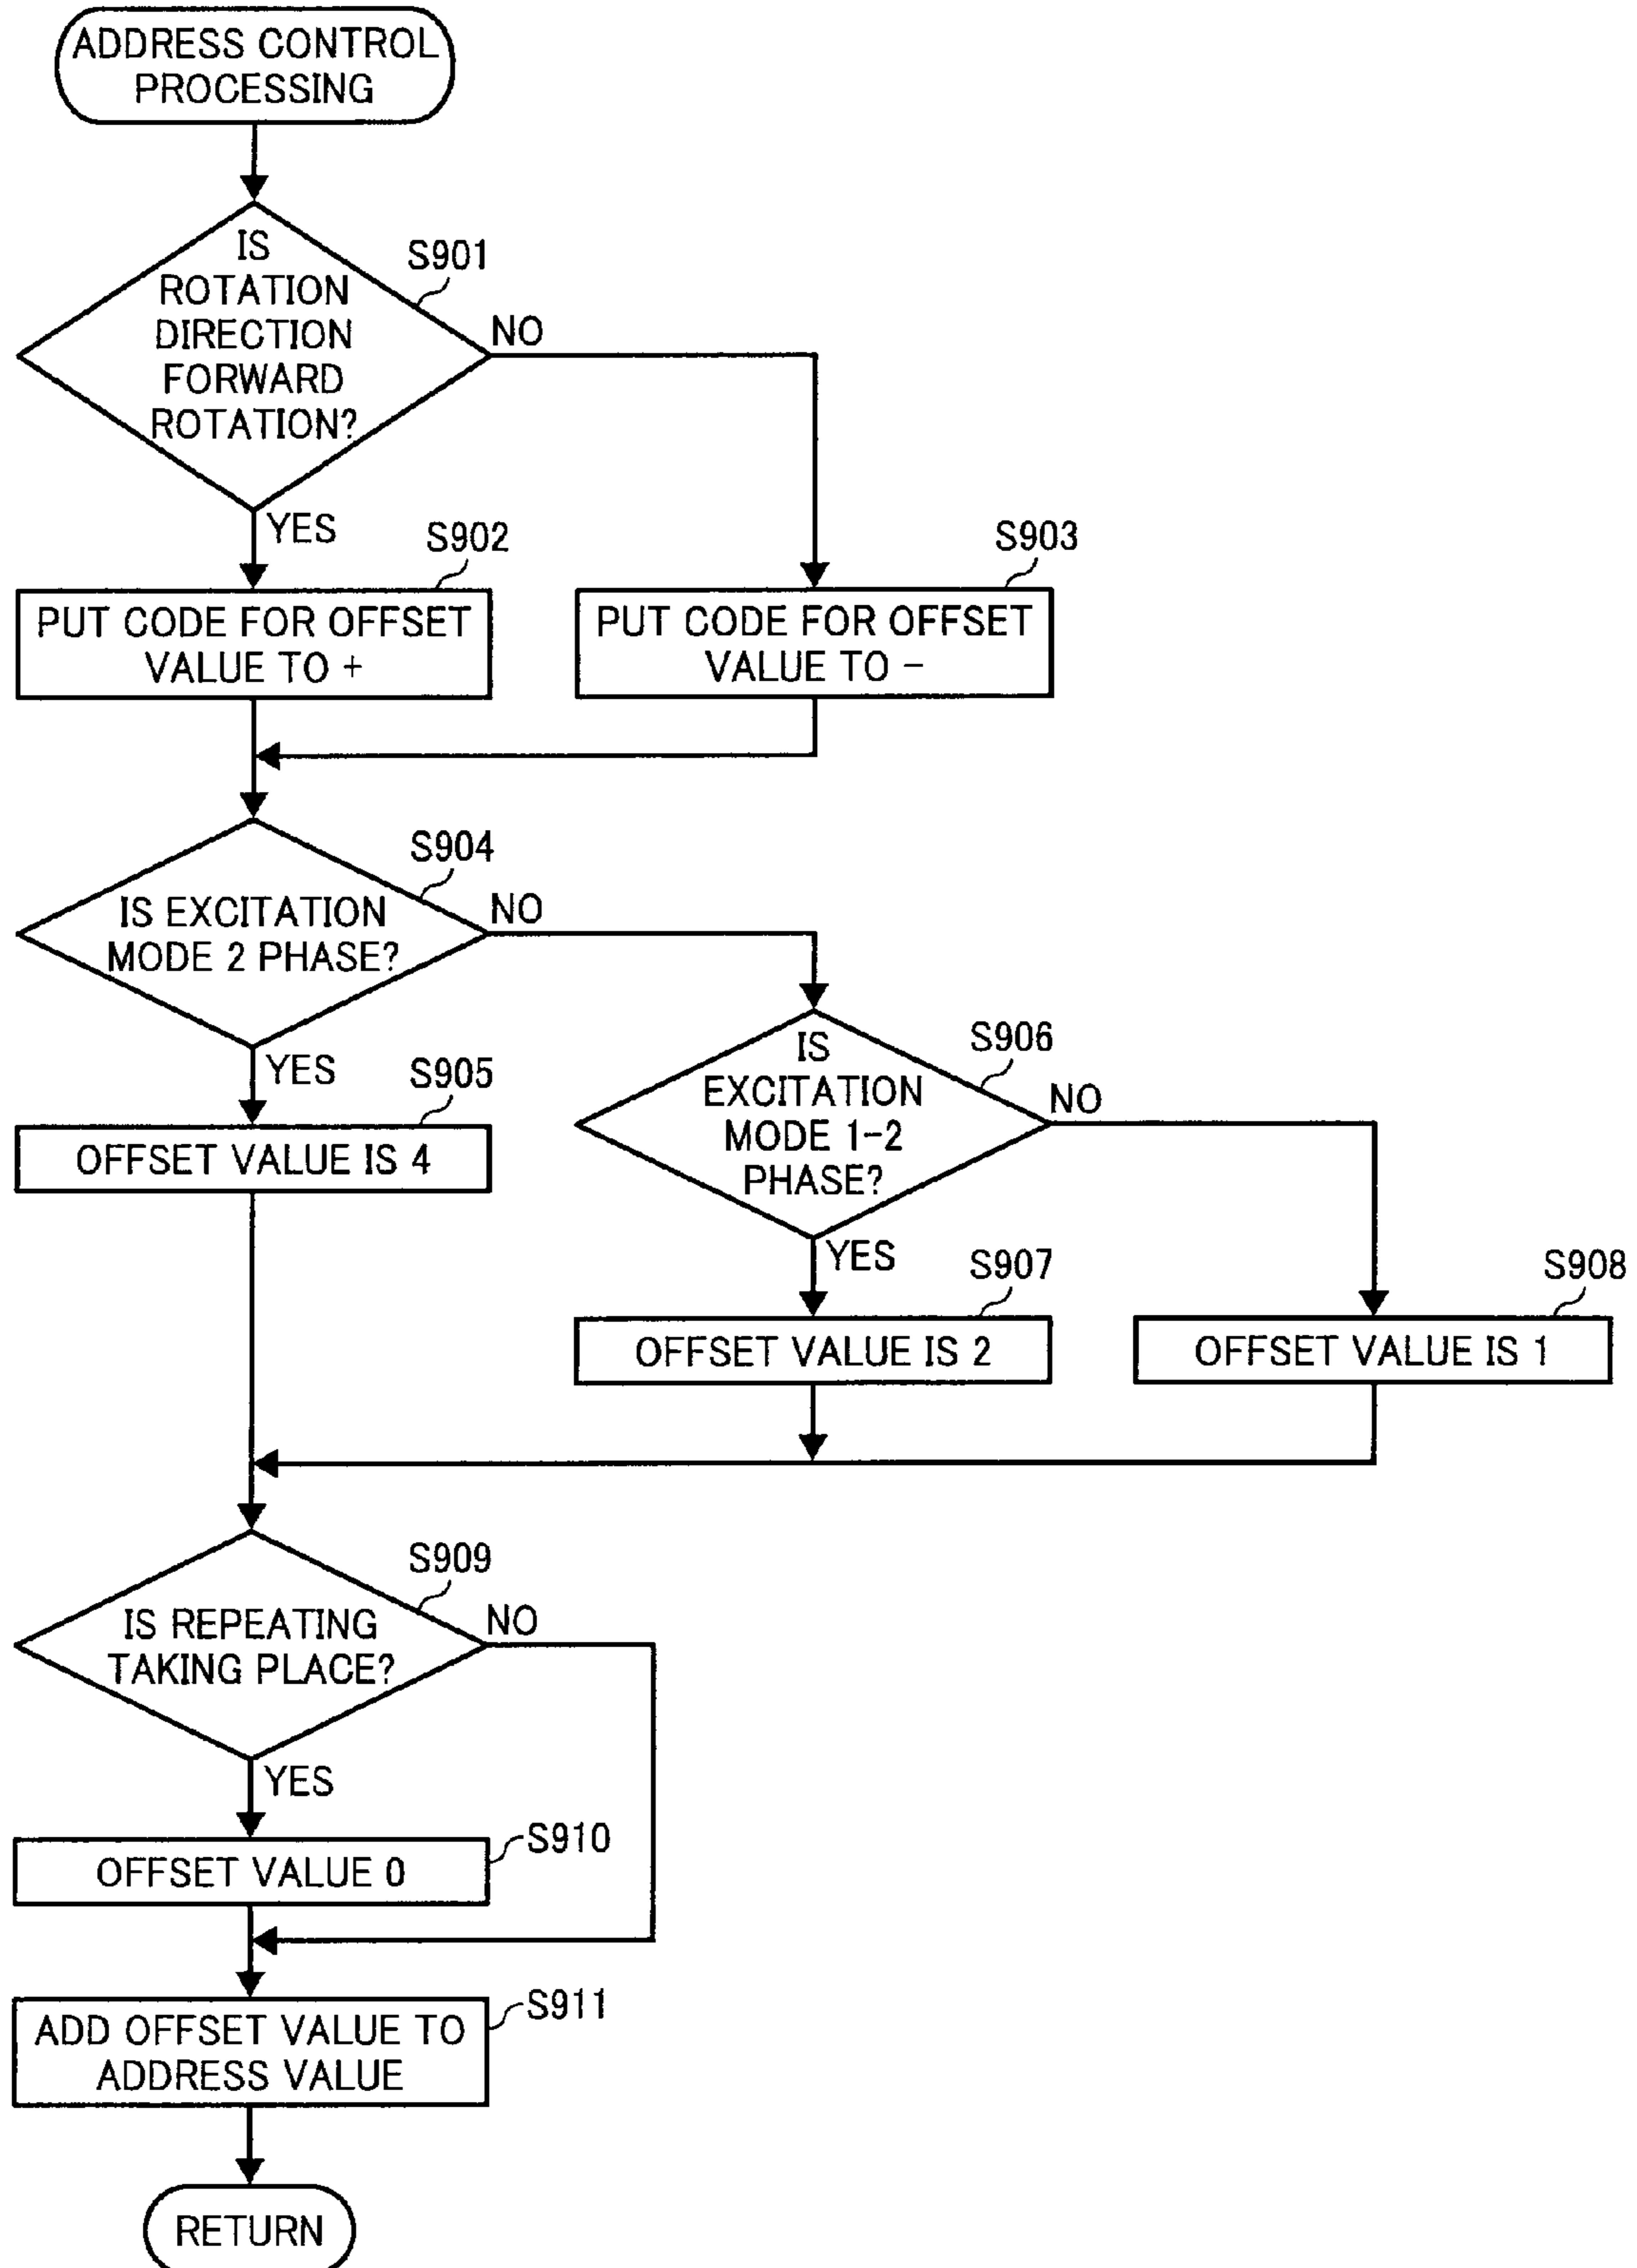 ADDRESS CONTROL
PROCESSING
IS
ROTATION
DIRECTION
FORWARD
ROTATION?
S901
NO
YES
S902
PUT CODE FOR OFFSET
VALUE TO +
S903
PUT CODE FOR OFFSET
VALUE TO −
S904
IS EXCITATION
MODE 2 PHASE?
NO
YES
S905
OFFSET VALUE IS 4
S906
IS
EXCITATION
MODE 1-2
PHASE?
NO
YES
S907
OFFSET VALUE IS 2
S908
OFFSET VALUE IS 1
S909
IS REPEATING
TAKING PLACE?
NO
YES
S910
OFFSET VALUE 0
S911
ADD OFFSET VALUE TO
ADDRESS VALUE
RETURN